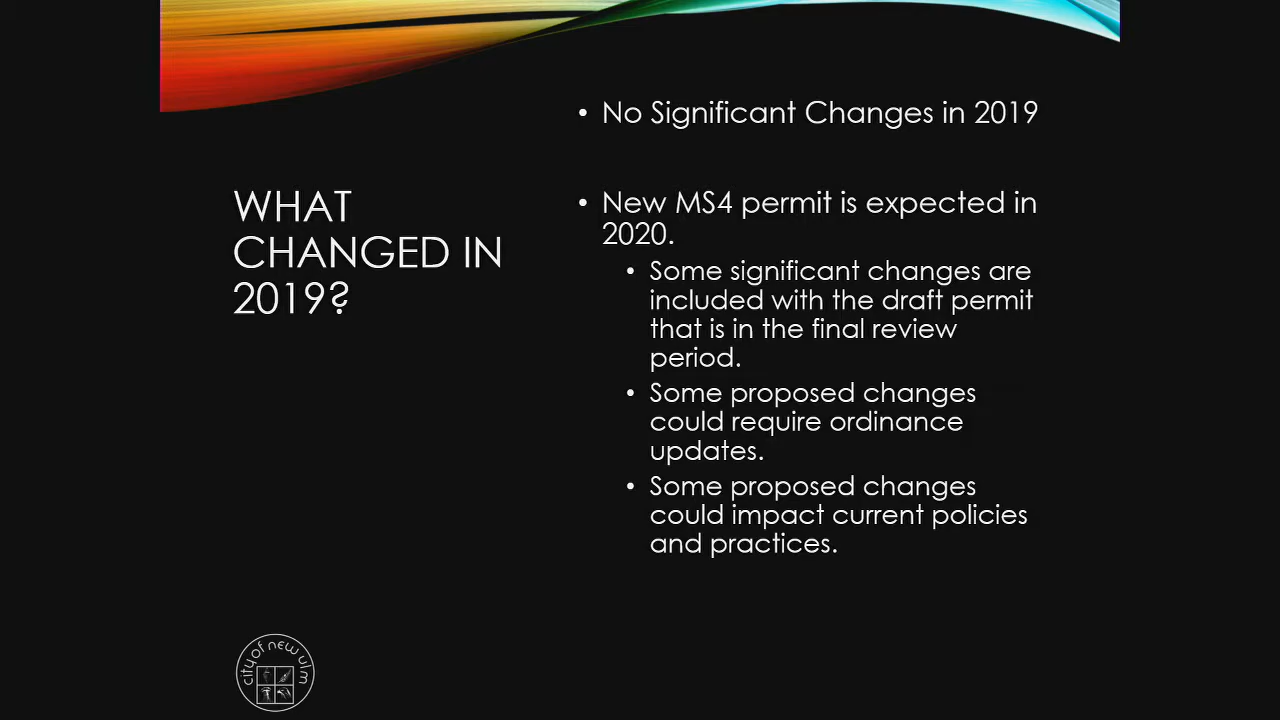 WHAT
CHANGED IN
2019?
• No Significant Changes in 2019
• New MS4 permit is expected in
2020.
• Some significant changes are
included with the draft permit
that is in the final review
period.
• Some proposed changes
could require ordinance
updates.
• Some proposed changes
could impact current policies
and practices.
city of new ulm